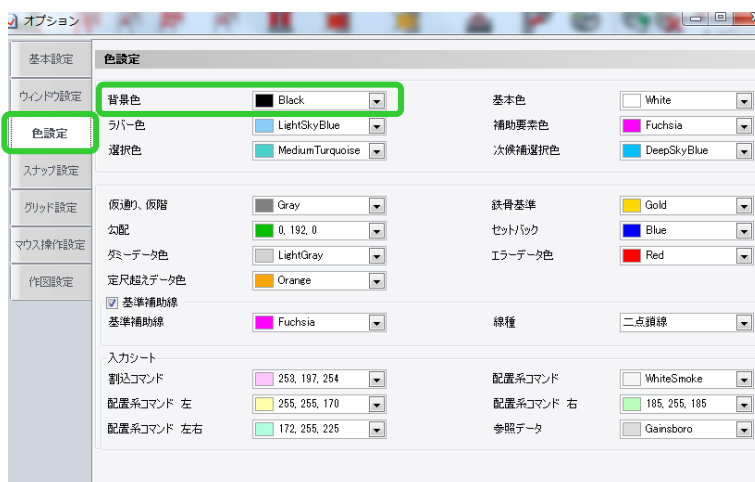 オプション
基本設定
ウィンドウ設定
色設定
スナップ設定
グリッド設定
マウス操作設定
作図設定
色設定
背景色 Black 基本色 White
ラバー色 LightSkyBlue 補助要素色 Fuchsia
選択色 MediumTurquoise 次候補選択色 DeepSkyBlue
仮通り、仮階 Gray 鉄骨基準 Gold
勾配 0, 192, 0 セットバック Blue
ダミーデータ色 LightGray エラーデータ色 Red
定尺超えデータ色 Orange
基準補助線
基準補助線 Fuchsia 線種 二点鎖線
入力シート
割込コマンド 253, 197, 254 配置系コマンド WhiteSmoke
配置系コマンド 左 255, 255, 170 配置系コマンド 右 185, 255, 185
配置系コマンド 左右 172, 255, 225 参照データ Gainsboro